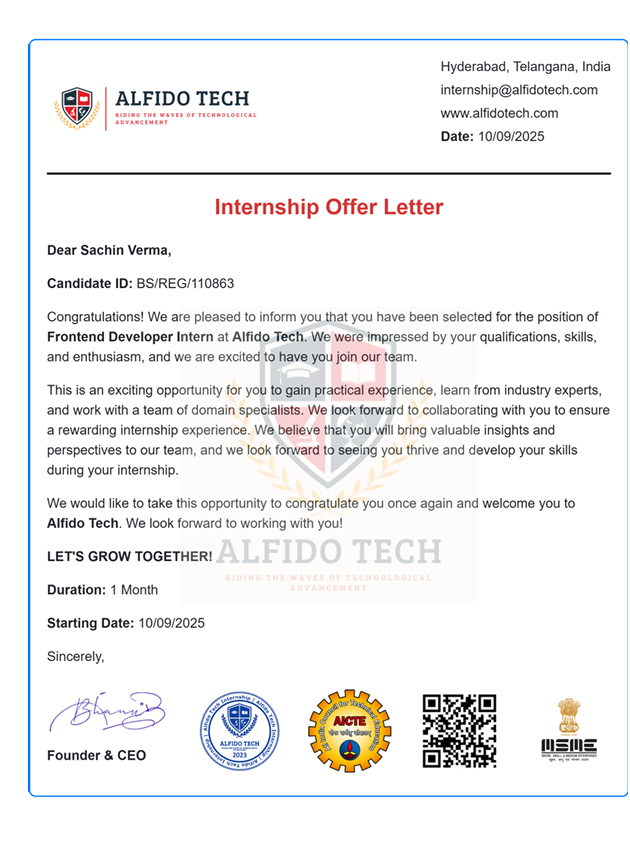 Hyderabad, Telangana, India
internship@alfidotech.com
www.alfidotech.com
Date: 10/09/2025
ALFIDO TECH
RIDING THE WAVES OF TECHNOLOGICAL
ADVANCEMENT
Internship Offer Letter
Dear Sachin Verma,
Candidate ID: BS/REG/110863
Congratulations! We are pleased to inform you that you have been selected for the position of
Frontend Developer Intern at Alfido Tech. We were impressed by your qualifications, skills,
and enthusiasm, and we are excited to have you join our team.
This is an exciting opportunity for you to gain practical experience, learn from industry experts,
and work with a team of domain specialists. We look forward to collaborating with you to ensure
a rewarding internship experience. We believe that you will bring valuable insights and
perspectives to our team, and we look forward to seeing you thrive and develop your skills
during your internship.
We would like to take this opportunity to congratulate you once again and welcome you to
Alfido Tech. We look forward to working with you!
LET'S GROW TOGETHER!
ALFIDO TECH
RIDING THE WAVES OF TECHNOLOGICAL
ADVANCEMENT
Duration: 1 Month
Starting Date: 10/09/2025
Sincerely,
Founder & CEO
Alfido Tech Internship | Alfido Tech Internship | Alfido Tech Internship |
ALFIDO TECH
2023
All India Council for Technical Education
AICTE
MSME
MICRO, SMALL & MEDIUM ENTERPRISES